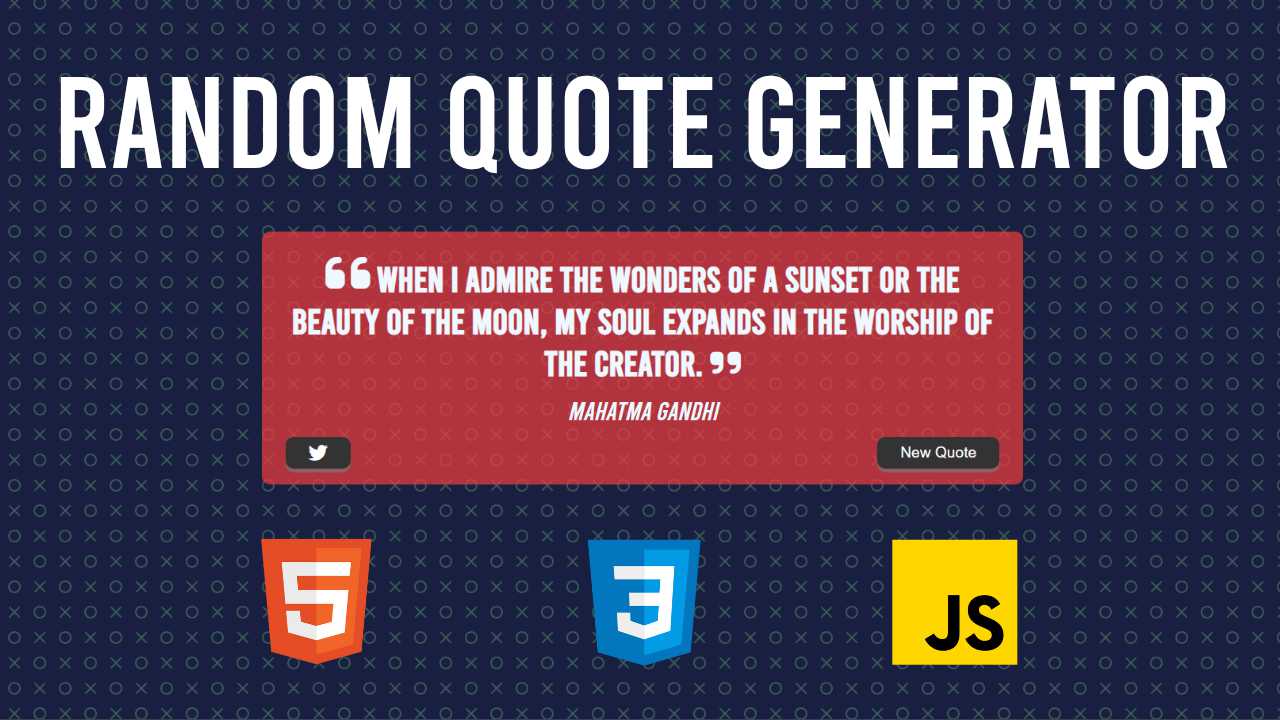 RANDOM QUOTE GENERATOR
❝ WHEN I ADMIRE THE WONDERS OF A SUNSET OR THE
BEAUTY OF THE MOON, MY SOUL EXPANDS IN THE WORSHIP OF
THE CREATOR. ❞
MAHATMA GANDHI
New Quote
5
3
JS